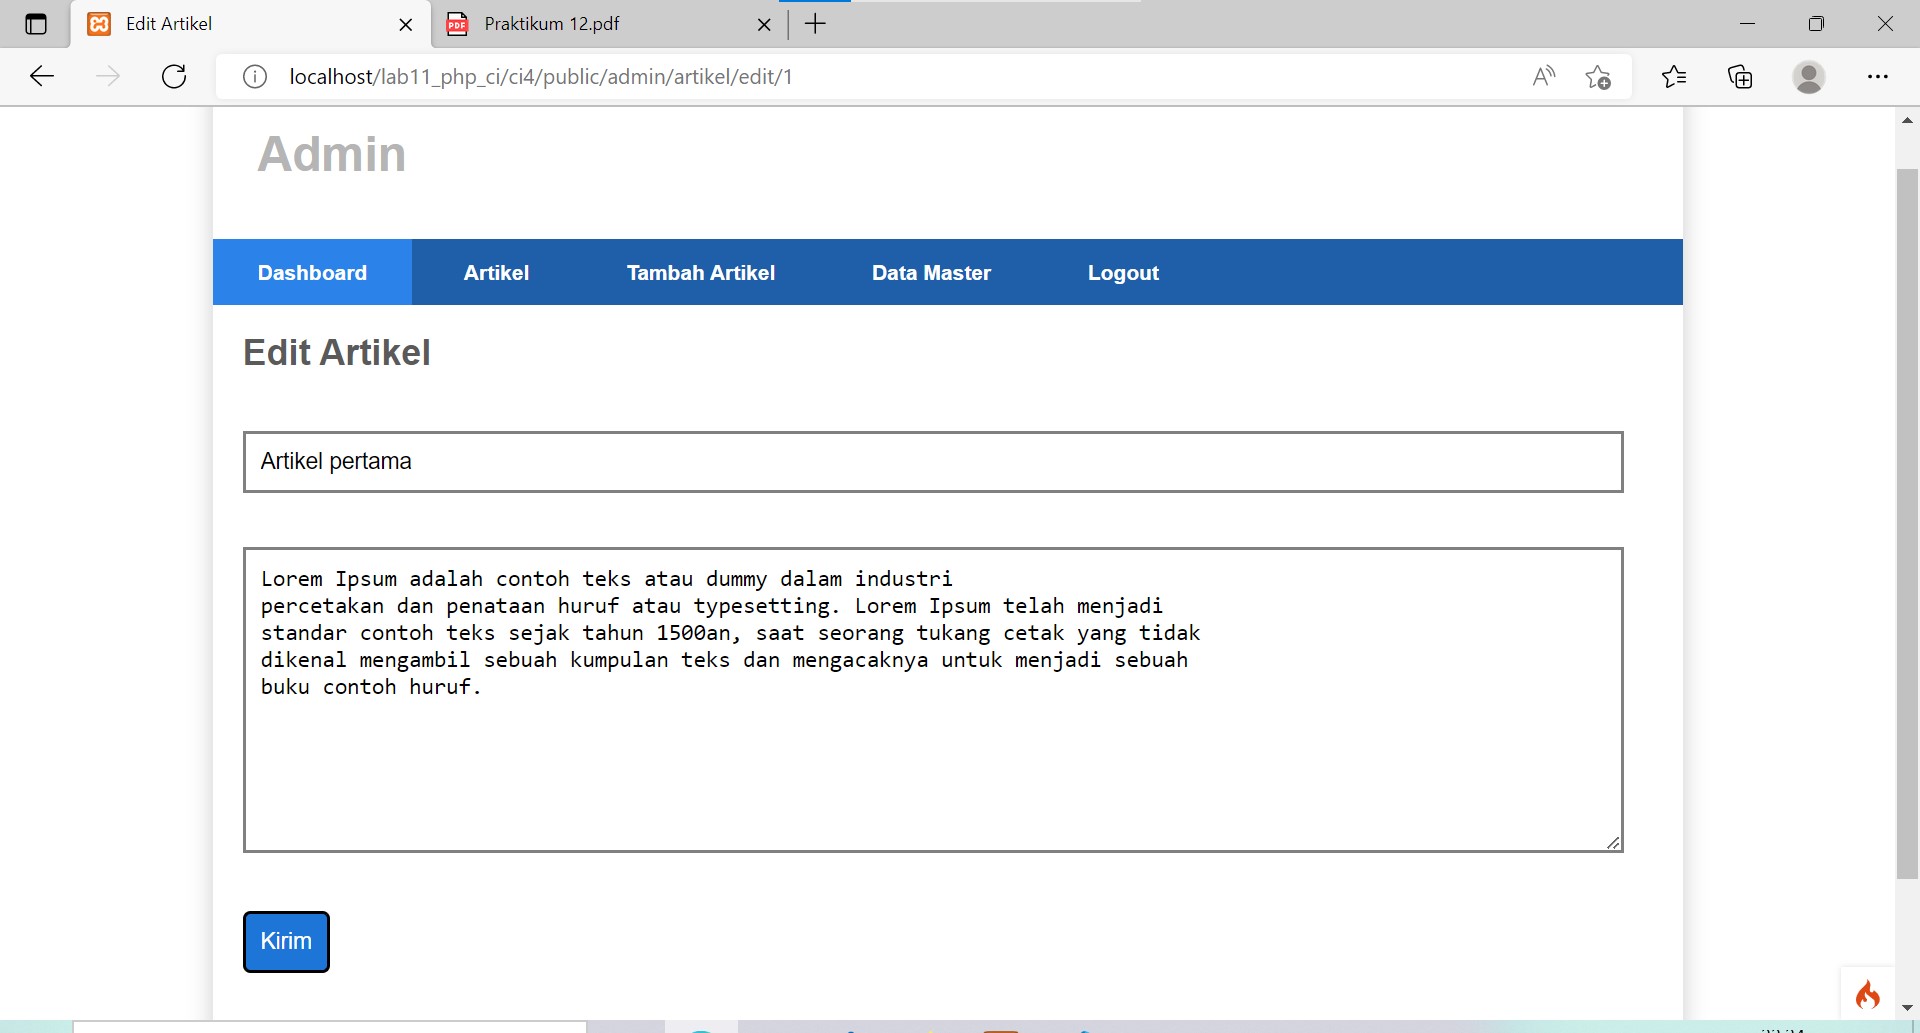 Edit Artikel
PDF
Praktikum 12.pdf
localhost/lab11_php_ci/ci4/public/admin/artikel/edit/1
Admin
Dashboard Artikel Tambah Artikel Data Master Logout
Edit Artikel
Artikel pertama
Lorem Ipsum adalah contoh teks atau dummy dalam industri
percetakan dan penataan huruf atau typesetting. Lorem Ipsum telah menjadi
standar contoh teks sejak tahun 1500an, saat seorang tukang cetak yang tidak
dikenal mengambil sebuah kumpulan teks dan mengacaknya untuk menjadi sebuah
buku contoh huruf.
Kirim